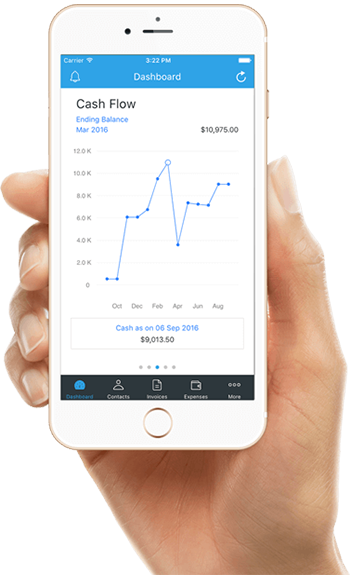 Carrier 3:22 PM
Dashboard
Cash Flow
Ending Balance
Mar 2016 $10,975.00
12.0 K
10.0 K
8.0 K
6.0 K
4.0 K
2.0 K
0
Oct Dec Feb Apr Jun Aug
Cash as on 06 Sep 2016
$9,013.50
Dashboard Contacts Invoices Expenses More